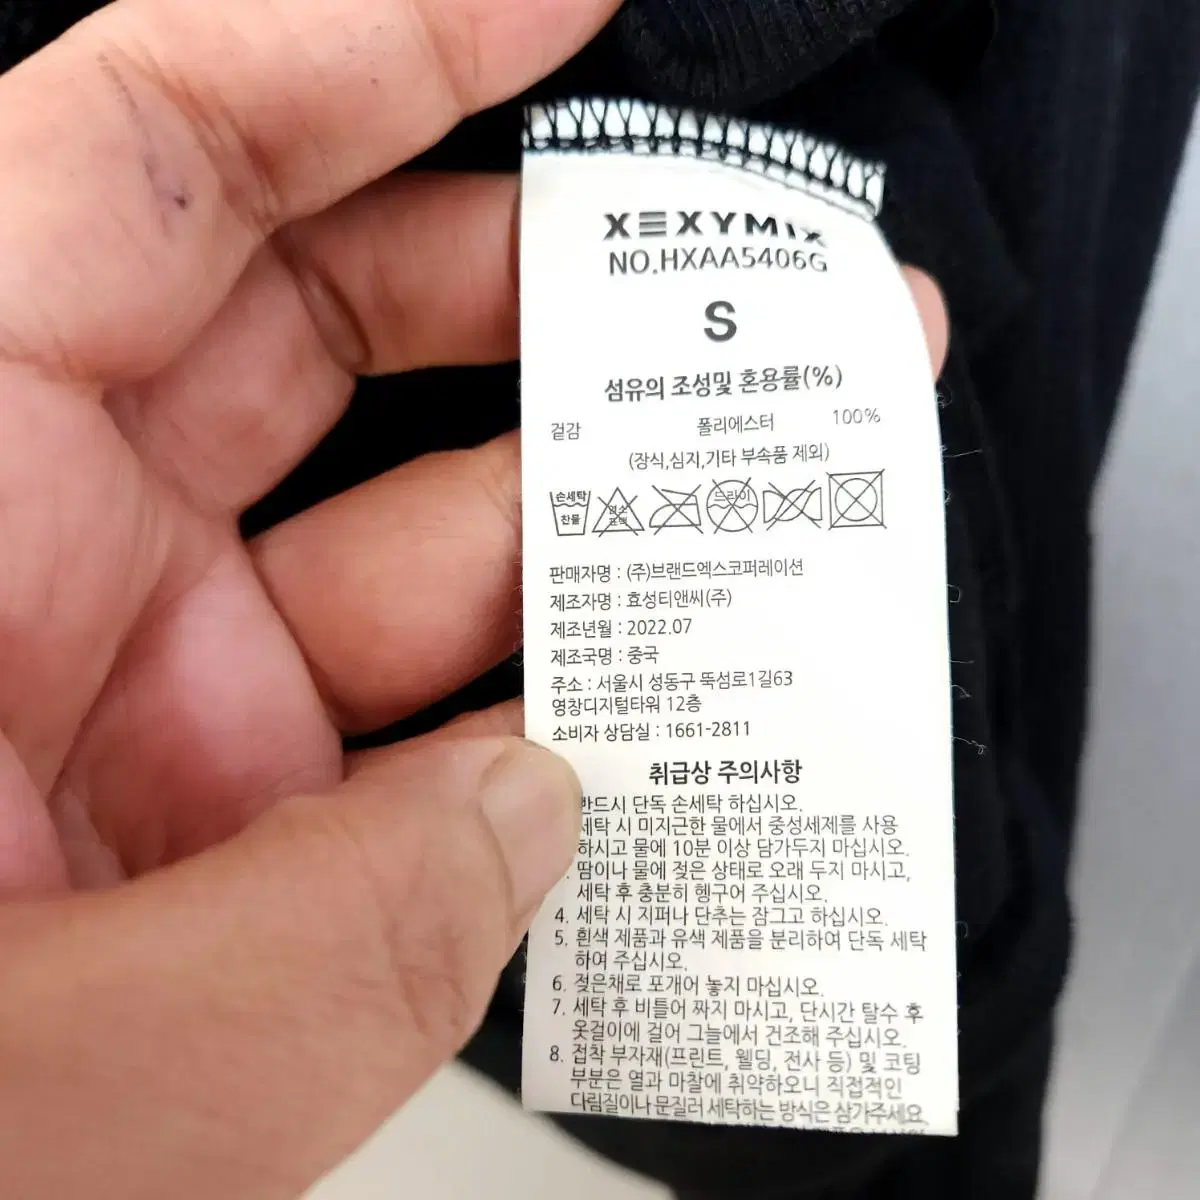 XEXYMIX
NO.HXAA5406G
S
섬유의 조성및 혼용률(%)
겉감 폴리에스터 100%
(장식,심지,기타 부속품 제외)
손세탁 찬물 염소 표백 드라이
판매자명 : (주)브랜드엑스코퍼레이션
제조자명 : 효성티앤씨(주)
제조년월 : 2022.07
제조국명 : 중국
주소 : 서울시 성동구 뚝섬로1길63
영창디지털타워 12층
소비자 상담실 : 1661-2811
취급상 주의사항
반드시 단독 손세탁 하십시오.
세탁 시 미지근한 물에서 중성세제를 사용
하시고 물에 10분 이상 담가두지 마십시오.
땀이나 물에 젖은 상태로 오래 두지 마시고,
세탁 후 충분히 헹구어 주십시오.
4. 세탁 시 지퍼나 단추는 잠그고 하십시오.
5. 흰색 제품과 유색 제품을 분리하여 단독 세탁
하여 주십시오.
6. 젖은채로 포개어 놓지 마십시오.
7. 세탁 후 비틀어 짜지 마시고, 단시간 탈수 후
옷걸이에 걸어 그늘에서 건조해 주십시오.
8. 접착 부자재(프린트, 웰딩, 전사 등) 및 코팅
부분은 열과 마찰에 취약하오니 직접적인
다림질이나 문질러 세탁하는 방식은 삼가주세요.